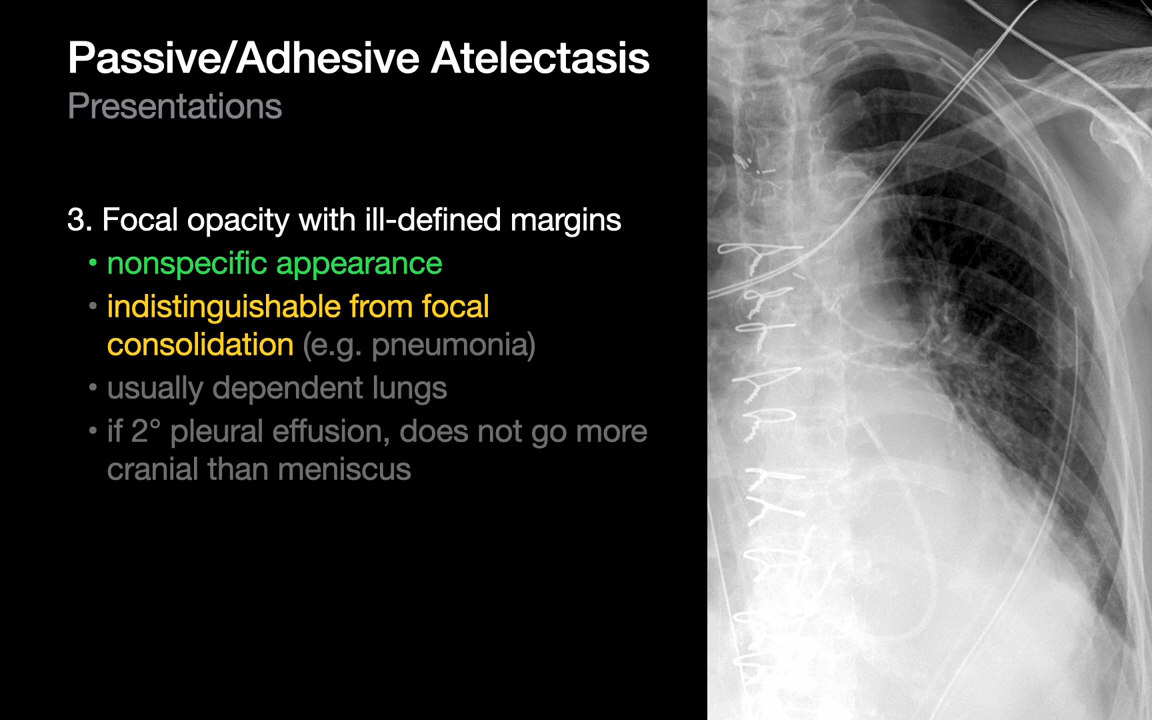 Passive/Adhesive Atelectasis
Presentations
3. Focal opacity with ill-defined margins
• nonspecific appearance
• indistinguishable from focal
consolidation (e.g. pneumonia)
• usually dependent lungs
• if 2° pleural effusion, does not go more
cranial than meniscus